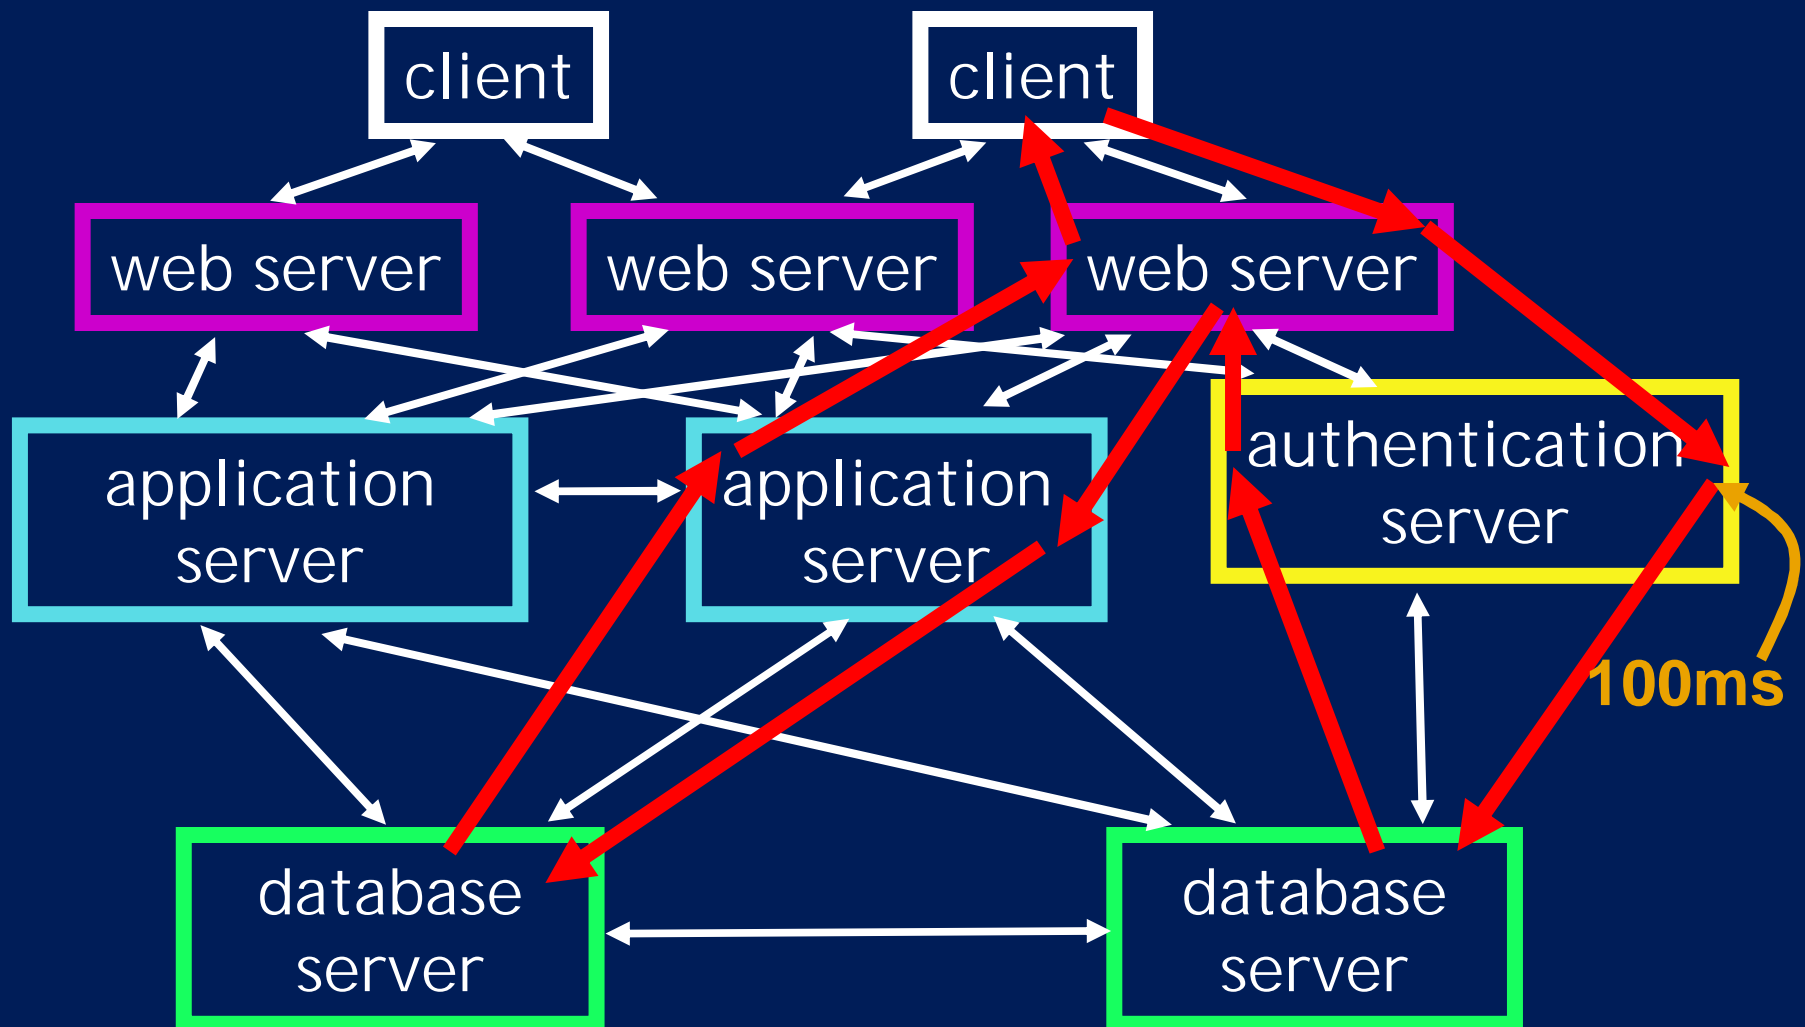 client
client
web server
web server
web server
application
server
application
server
authentication
server
100ms
database
server
database
server